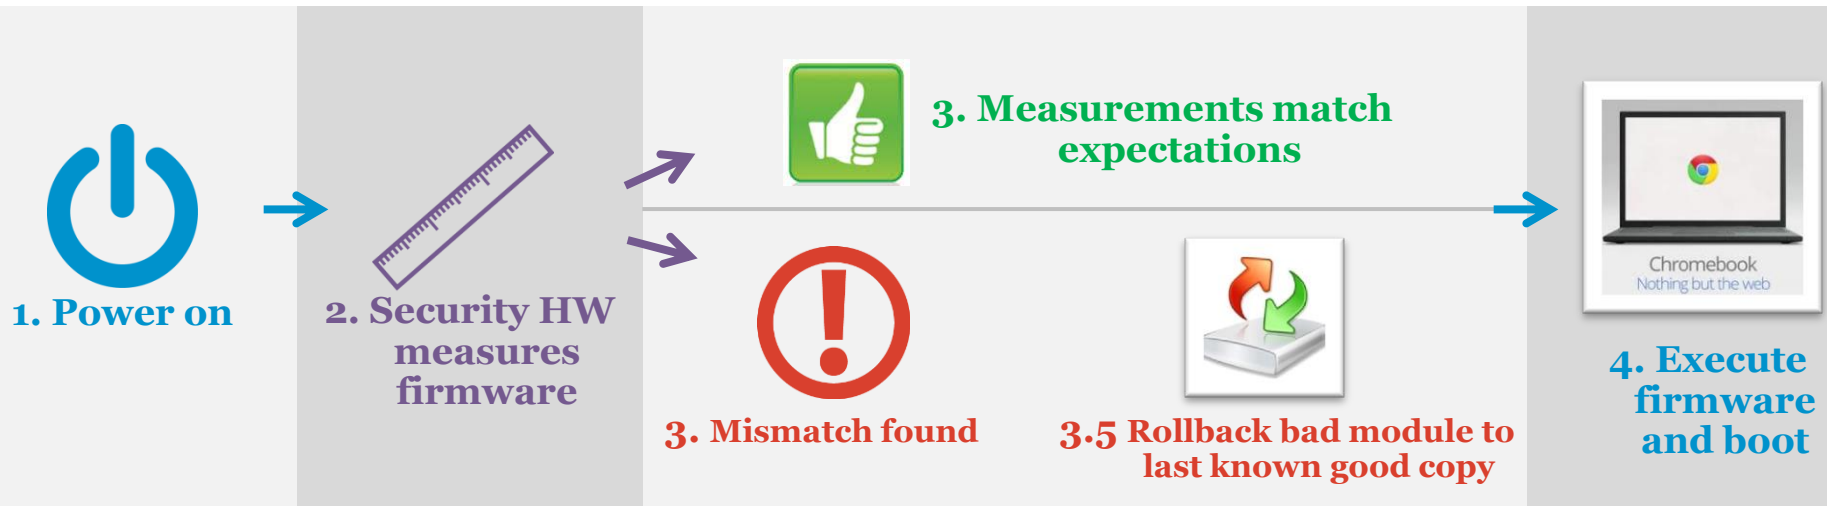 1. Power on
2. Security HW
measures
firmware
3. Measurements match
expectations
3. Mismatch found
3.5 Rollback bad module to
last known good copy
Chromebook
Nothing but the web
4. Execute
firmware
and boot